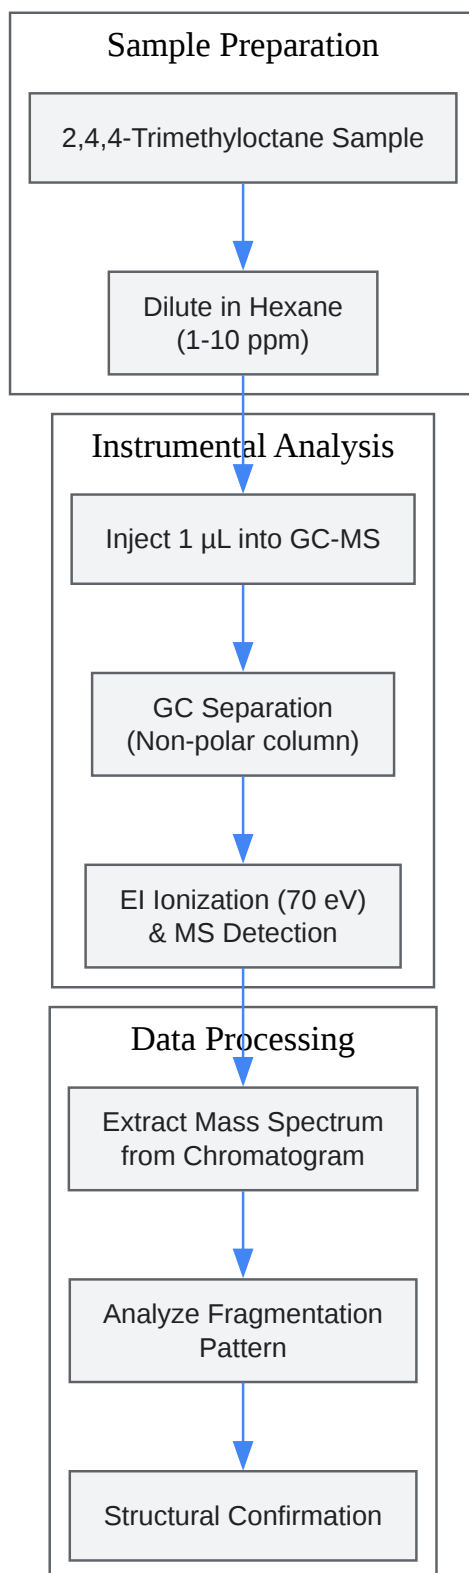 Sample Preparation
2,4,4-Trimethyloctane Sample
Dilute in Hexane
(1-10 ppm)
Instrumental Analysis
Inject 1 µL into GC-MS
GC Separation
(Non-polar column)
EI Ionization (70 eV)
& MS Detection
Data Processing
Extract Mass Spectrum
from Chromatogram
Analyze Fragmentation
Pattern
Structural Confirmation